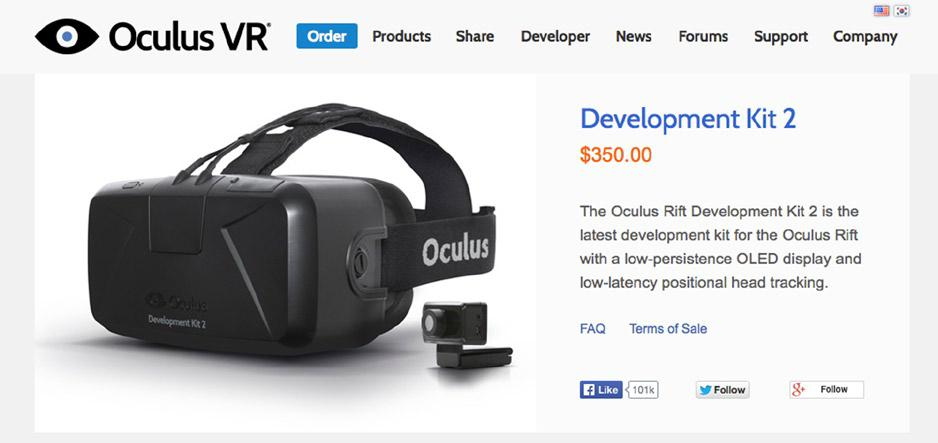 Oculus VR®
Order Products Share Developer News Forums Support Company
Development Kit 2
$350.00
The Oculus Rift Development Kit 2 is the
latest development kit for the Oculus Rift
with a low-persistence OLED display and
low-latency positional head tracking.
FAQ Terms of Sale
Like 101k Follow Follow
Oculus
Oculus
Development Kit 2